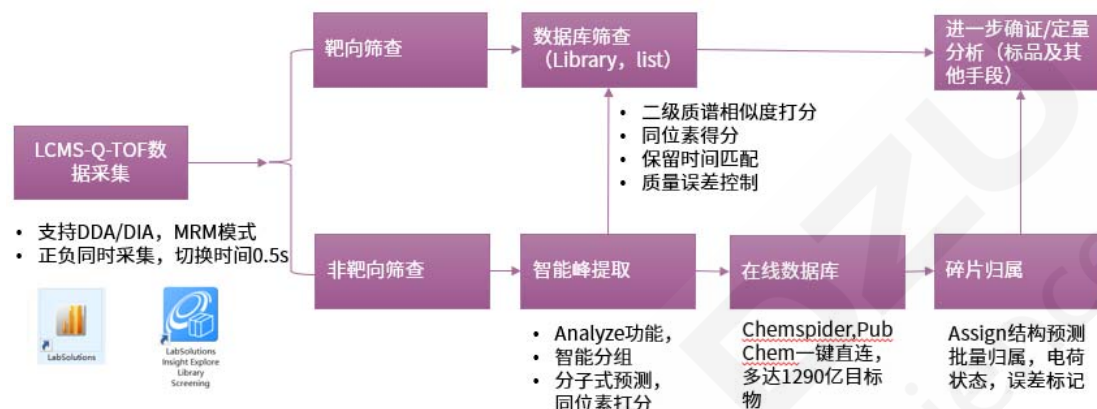 靶向筛查
数据库筛查
（Library，list）
进一步确证/定量
分析（标品及其
他手段）
• 二级质谱相似度打分
• 同位素得分
• 保留时间匹配
• 质量误差控制
LCMS-Q-TOF数
据采集
• 支持DDA/DIA，MRM模式
• 正负同时采集，切换时间0.5s
LabSolutions
LabSolutions
Insight Explore
Library
Screening
非靶向筛查
智能峰提取
在线数据库
碎片归属
• Analyze功能，
• 智能分组
• 分子式预测，
同位素打分
Chemspider,Pub
Chem一键直连，
多达1290亿目标
物
Assign结构预测
批量归属，电荷
状态，误差标记